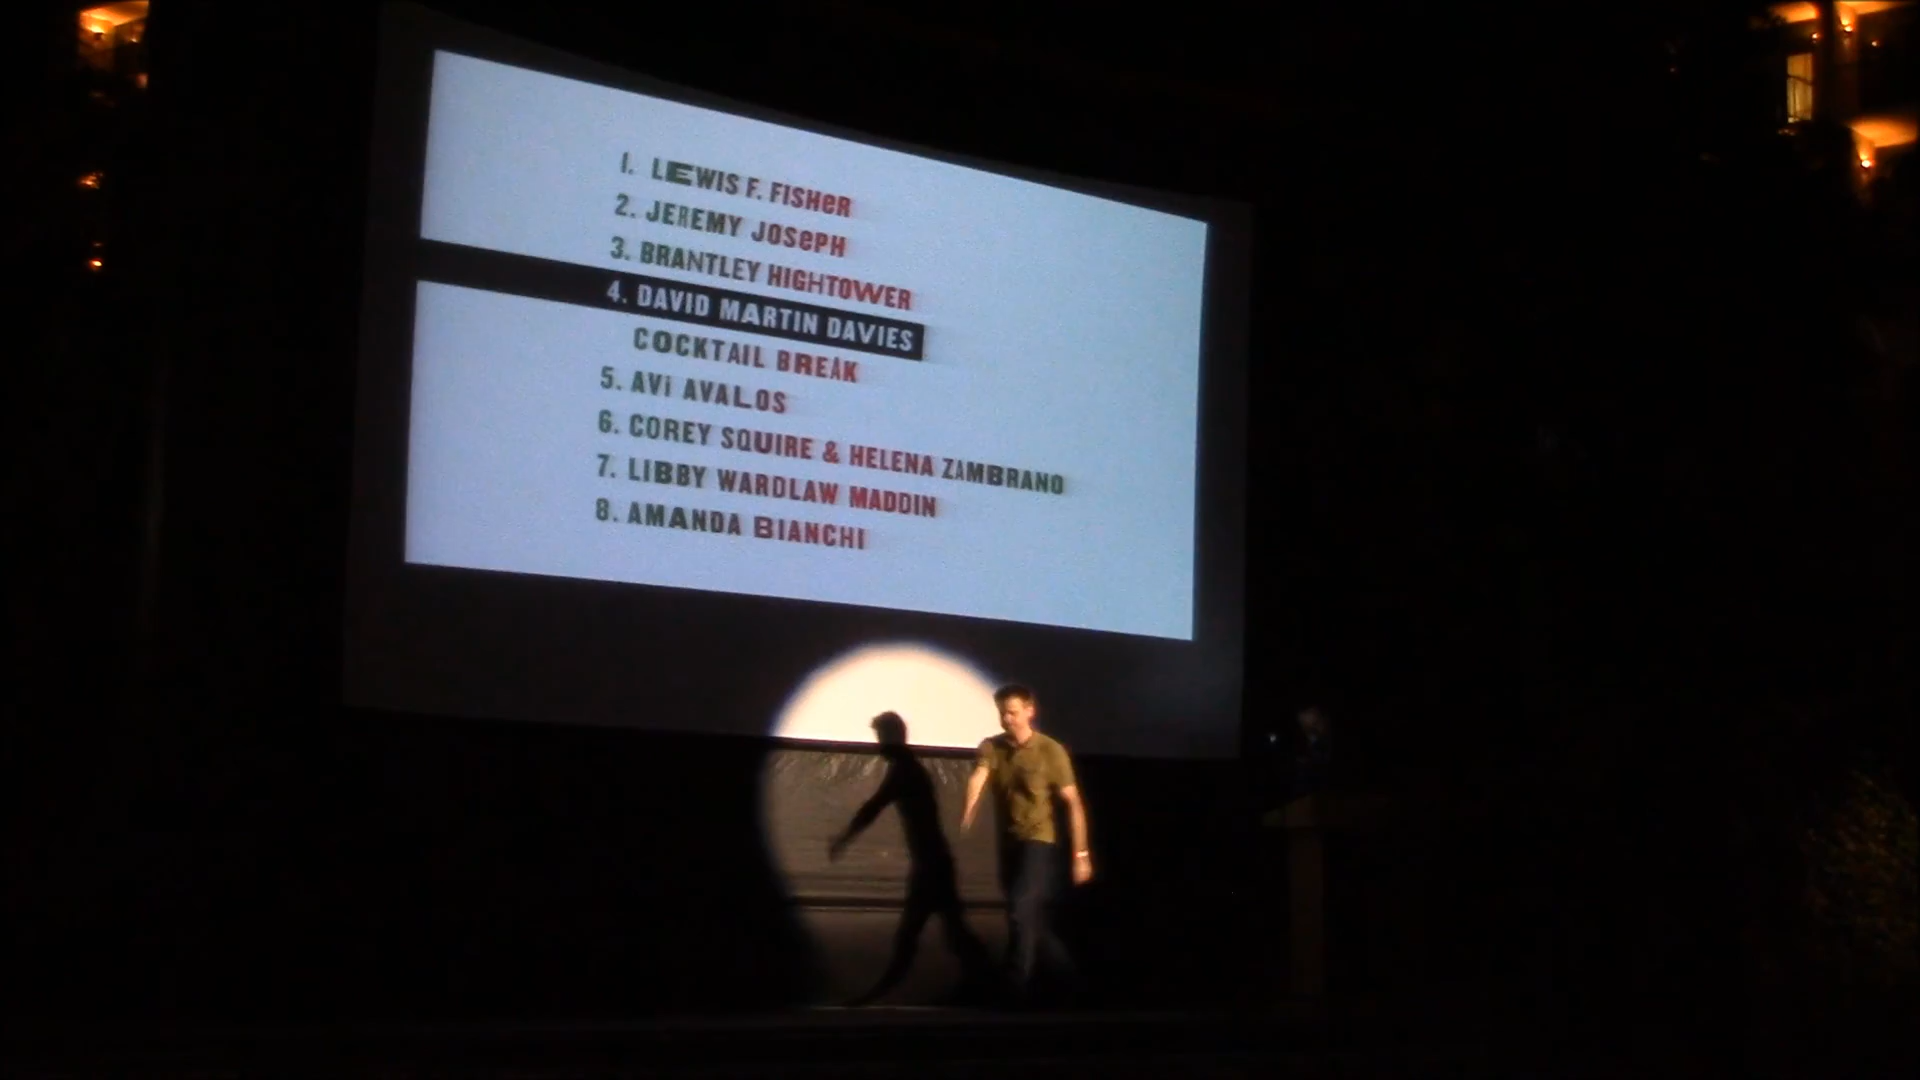 1. LEWIS F. FISHeR
2. JEREMY JOSePH
3. BRANTLEY HIGHTOWER
4. DAVID MARTIN DAVIES
COCKTAIL BREAK
5. AVi AVALOS
6. COREY SQUIRE & HELENA ZAMBRANO
7. LIBBY WARDLAW MADDIN
8. AMANDA BIANCHI